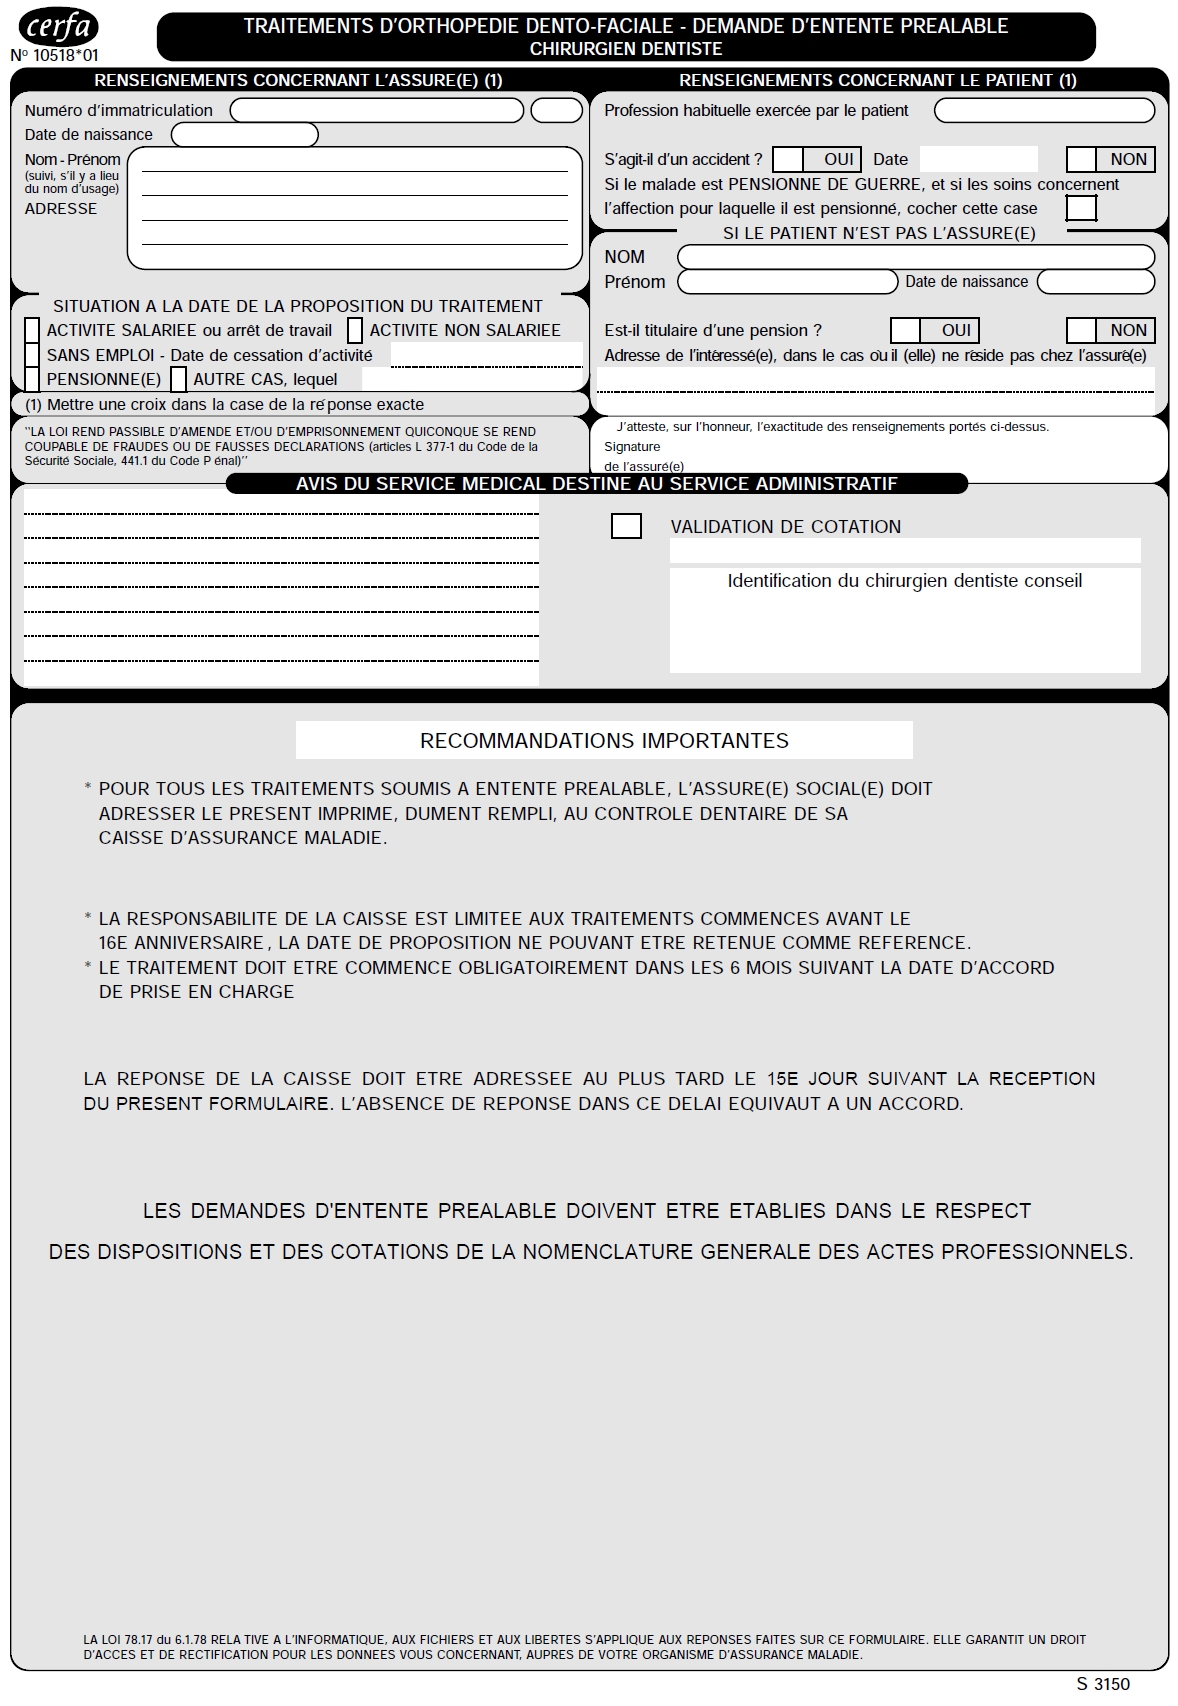 cerfa
No 10518*01
TRAITEMENTS D'ORTHOPEDIE DENTO-FACIALE - DEMANDE D'ENTENTE PREALABLE
CHIRURGIEN DENTISTE
RENSEIGNEMENTS CONCERNANT L'ASSURE(E) (1)
Numéro d'immatriculation
Date de naissance
Nom - Prénom
(suivi, s'il y a lieu
du nom d'usage)
ADRESSE
SITUATION A LA DATE DE LA PROPOSITION DU TRAITEMENT
ACTIVITE SALARIEE ou arrêt de travail ACTIVITE NON SALARIEE
SANS EMPLOI - Date de cessation d'activité
PENSIONNE(E) AUTRE CAS, lequel
(1) Mettre une croix dans la case de la réponse exacte
"LA LOI REND PASSIBLE D'AMENDE ET/OU D'EMPRISONNEMENT QUICONQUE SE REND
COUPABLE DE FRAUDES OU DE FAUSSES DECLARATIONS (articles L 377-1 du Code de la
Sécurité Sociale, 441.1 du Code P énal)"
RENSEIGNEMENTS CONCERNANT LE PATIENT (1)
Profession habituelle exercée par le patient
S'agit-il d'un accident ? OUI Date NON
Si le malade est PENSIONNE DE GUERRE, et si les soins concernent
l'affection pour laquelle il est pensionné, cocher cette case
SI LE PATIENT N'EST PAS L'ASSURE(E)
NOM
Prénom Date de naissance
Est-il titulaire d'une pension ? OUI NON
Adresse de l'intéressé(e), dans le cas où il (elle) ne réside pas chez l'assuré(e)
J'atteste, sur l'honneur, l'exactitude des renseignements portés ci-dessus.
Signature
de l'assuré(e)
AVIS DU SERVICE MEDICAL DESTINE AU SERVICE ADMINISTRATIF
VALIDATION DE COTATION
Identification du chirurgien dentiste conseil
RECOMMANDATIONS IMPORTANTES
* POUR TOUS LES TRAITEMENTS SOUMIS A ENTENTE PREALABLE, L'ASSURE(E) SOCIAL(E) DOIT
ADRESSER LE PRESENT IMPRIME, DUMENT REMPLI, AU CONTROLE DENTAIRE DE SA
CAISSE D'ASSURANCE MALADIE.
* LA RESPONSABILITE DE LA CAISSE EST LIMITEE AUX TRAITEMENTS COMMENCES AVANT LE
16E ANNIVERSAIRE, LA DATE DE PROPOSITION NE POUVANT ETRE RETENUE COMME REFERENCE.
* LE TRAITEMENT DOIT ETRE COMMENCE OBLIGATOIREMENT DANS LES 6 MOIS SUIVANT LA DATE D'ACCORD
DE PRISE EN CHARGE
LA REPONSE DE LA CAISSE DOIT ETRE ADRESSEE AU PLUS TARD LE 15E JOUR SUIVANT LA RECEPTION
DU PRESENT FORMULAIRE. L'ABSENCE DE REPONSE DANS CE DELAI EQUIVAUT A UN ACCORD.
LES DEMANDES D'ENTENTE PREALABLE DOIVENT ETRE ETABLIES DANS LE RESPECT
DES DISPOSITIONS ET DES COTATIONS DE LA NOMENCLATURE GENERALE DES ACTES PROFESSIONNELS.
LA LOI 78.17 du 6.1.78 RELA TIVE A L'INFORMATIQUE, AUX FICHIERS ET AUX LIBERTES S'APPLIQUE AUX REPONSES FAITES SUR CE FORMULAIRE. ELLE GARANTIT UN DROIT
D'ACCES ET DE RECTIFICATION POUR LES DONNEES VOUS CONCERNANT, AUPRES DE VOTRE ORGANISME D'ASSURANCE MALADIE.
S 3150